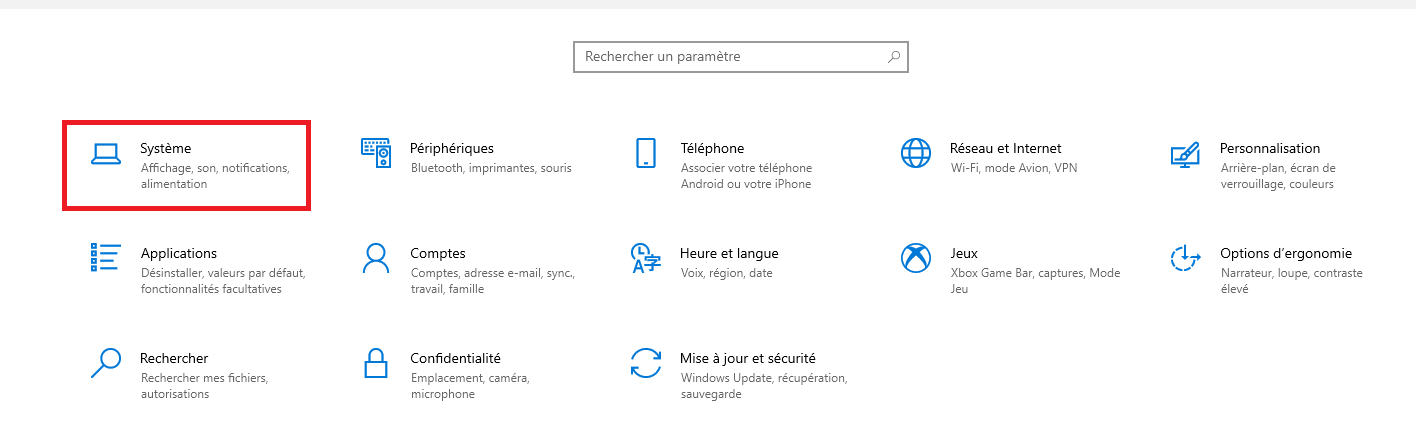 Rechercher un paramètre
Système
Affichage, son, notifications,
alimentation
Périphériques
Bluetooth, imprimantes, souris
Téléphone
Associer votre téléphone
Android ou votre iPhone
Réseau et Internet
Wi-Fi, mode Avion, VPN
Personnalisation
Arrière-plan, écran de
verrouillage, couleurs
Applications
Désinstaller, valeurs par défaut,
fonctionnalités facultatives
Comptes
Comptes, adresse e-mail, sync.,
travail, famille
Heure et langue
Voix, région, date
Jeux
Xbox Game Bar, captures, Mode
Jeu
Options d’ergonomie
Narrateur, loupe, contraste
élevé
Rechercher
Rechercher mes fichiers,
autorisations
Confidentialité
Emplacement, caméra,
microphone
Mise à jour et sécurité
Windows Update, récupération,
sauvegarde